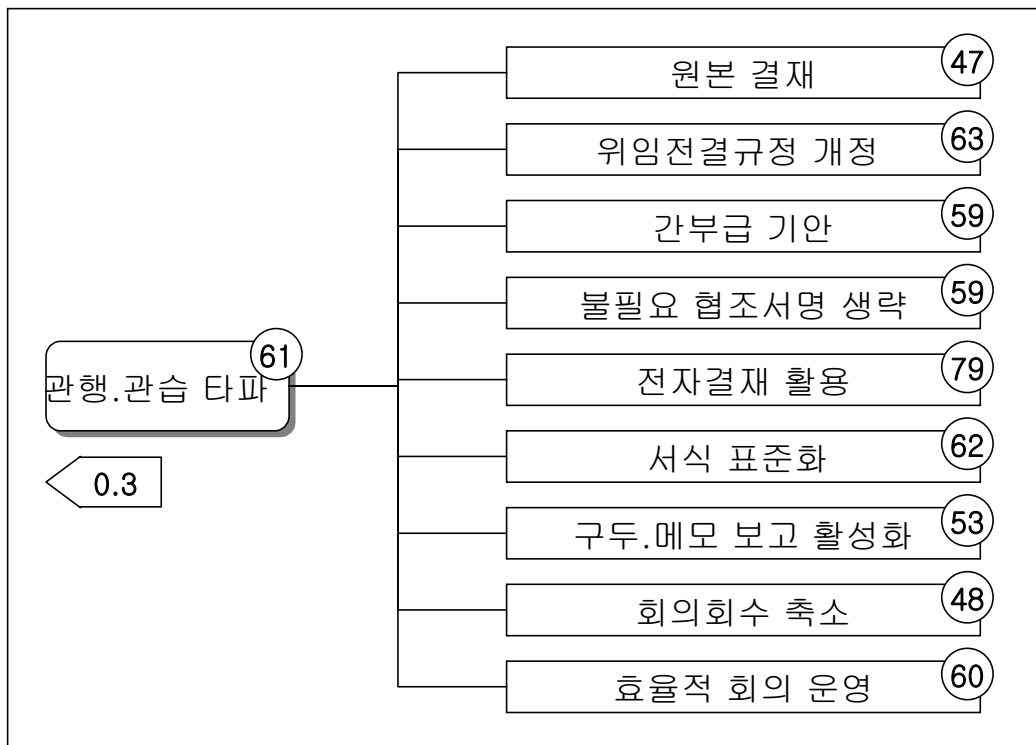 원본 결재
47
위임전결규정 개정
63
간부급 기안
59
불필요 협조서명 생략
59
관행.관습 타파
61
0.3
전자결재 활용
79
서식 표준화
62
구두.메모 보고 활성화
53
회의회수 축소
48
효율적 회의 운영
60